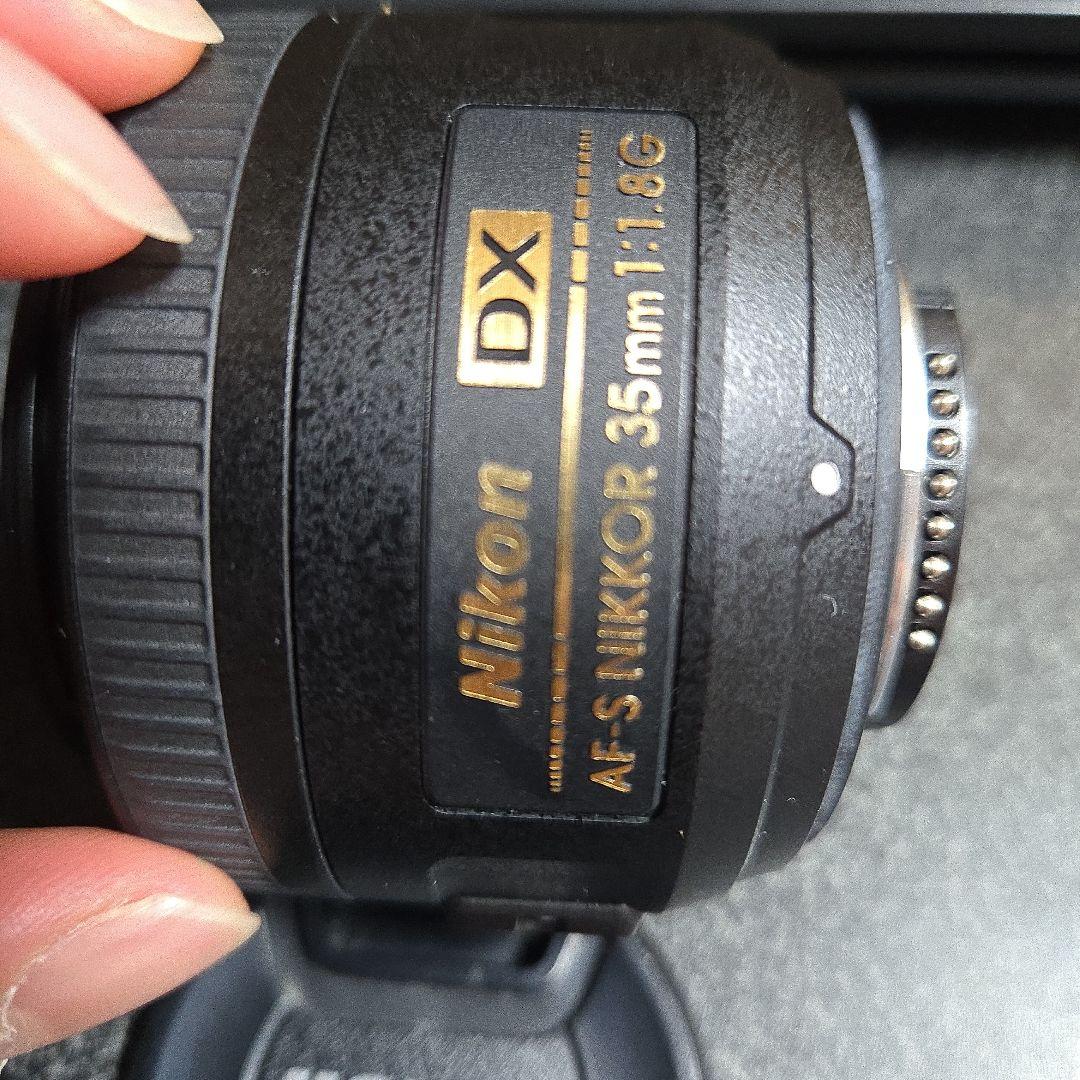 Nikon DX
AF-S NIKKOR 35mm 1:1.8G